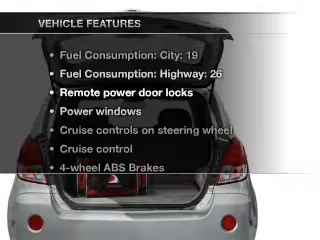 VEHICLE FEATURES
• Fuel Consumption: City: 19
• Fuel Consumption: Highway: 26
• Remote power door locks
• Power windows
• Cruise controls on steering wheel
• Cruise control
• 4-wheel ABS Brakes